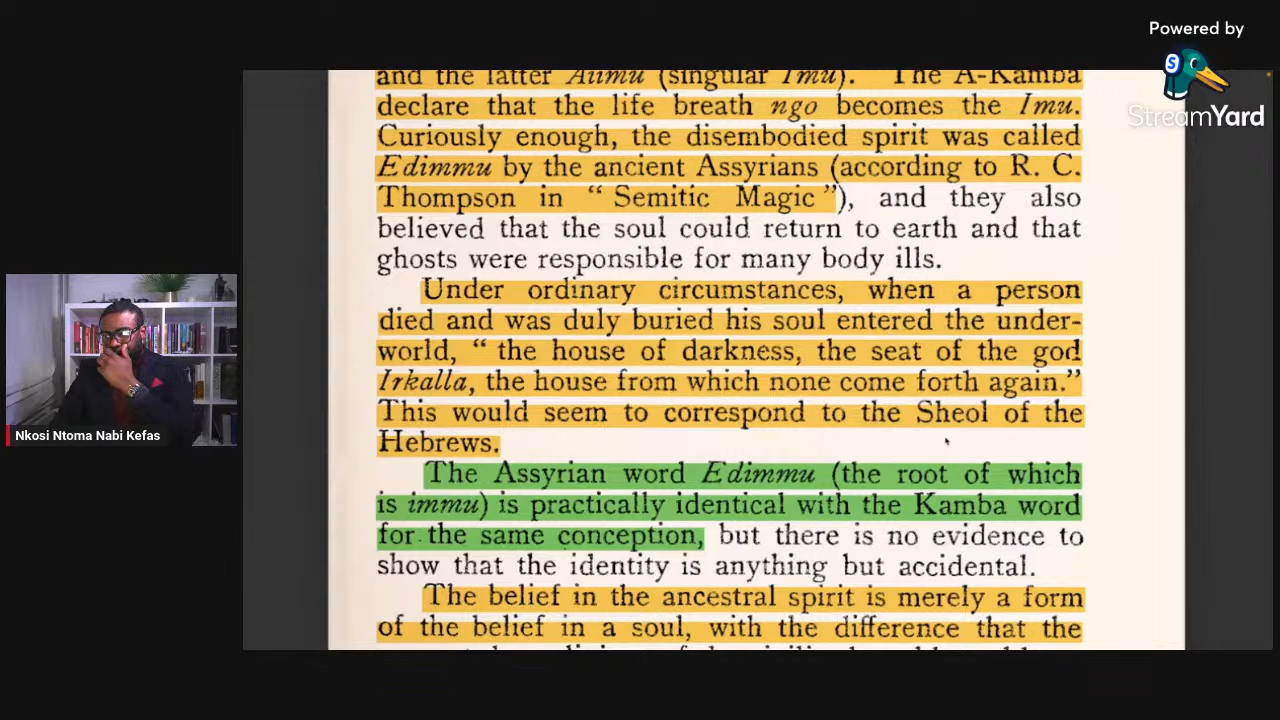 Powered by
StreamYard
and the latter Aiimu (singular Imu). The A-Kamba
declare that the life breath ngo becomes the Imu.
Curiously enough, the disembodied spirit was called
Edimmu by the ancient Assyrians (according to R. C.
Thompson in “ Semitic Magic ”), and they also
believed that the soul could return to earth and that
ghosts were responsible for many body ills.
Under ordinary circumstances, when a person
died and was duly buried his soul entered the under-
world, “ the house of darkness, the seat of the god
Irkalla, the house from which none come forth again.”
This would seem to correspond to the Sheol of the
Hebrews.
The Assyrian word Edimmu (the root of which
is immu) is practically identical with the Kamba word
for the same conception, but there is no evidence to
show that the identity is anything but accidental.
The belief in the ancestral spirit is merely a form
of the belief in a soul, with the difference that the
Nkosi Ntoma Nabi Kefas